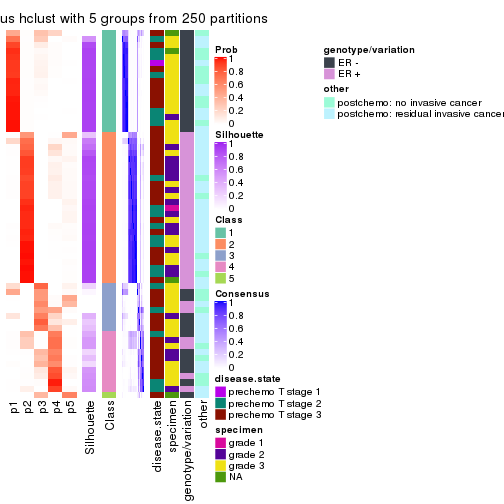 us hclust with 5 groups from 250 partitions
Prob
1
0.8
0.6
0.4
0.2
0
Silhouette
1
0.8
0.6
0.4
0.2
0
Class
1
2
3
4
5
Consensus
1
0.8
0.6
0.4
0.2
0
disease.state
prechemo T stage 1
prechemo T stage 2
prechemo T stage 3
specimen
grade 1
grade 2
grade 3
NA
genotype/variation
ER -
ER +
other
postchemo: no invasive cancer
postchemo: residual invasive cancer
p1
p2
p3
p4
p5
Silhouette
Class
disease.state
specimen
genotype/variation
other